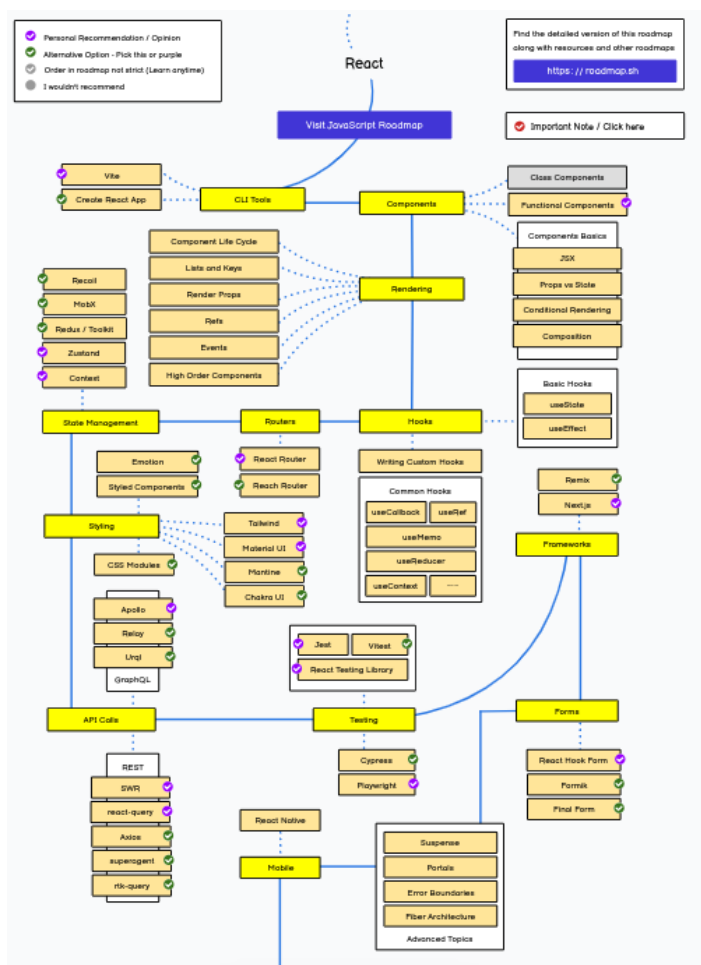 Personal Recommendation / Opinion
Alternative Option - Pick this or purple
Order in roadmap not strict (Learn anytime)
I wouldn't recommend
React
Find the detailed version of this roadmap
along with resources and other roadmaps
https://roadmap.sh
Visit JavaScript Roadmap
Important Note / Click here
Vite
Create React App
CLI Tools
Components
Class Components
Functional Components
Components Basics
JSX
Props vs State
Conditional Rendering
Composition
Component Life Cycle
Lists and Keys
Render Props
Refs
Events
High Order Components
Rendering
Recoil
MobX
Redux / Toolkit
Zustand
Context
State Management
Routers
Hooks
Basic Hooks
useState
useEffect
React Router
Reach Router
Writing Custom Hooks
Common Hooks
useCallback
useRef
useMemo
useReducer
useContext
----
Emotion
Styled Components
Styling
CSS Modules
Tailwind
Material UI
Mantine
Chakra UI
Remix
Next.js
Frameworks
Apollo
Relay
Urql
GraphQL
Jest
Vitest
React Testing Library
API Calls
Testing
Forms
Cypress
Playwright
React Hook Form
Formik
Final Form
REST
SWR
react-query
Axios
superagent
rtk-query
React Native
Mobile
Suspense
Portals
Error Boundaries
Fiber Architecture
Advanced Topics